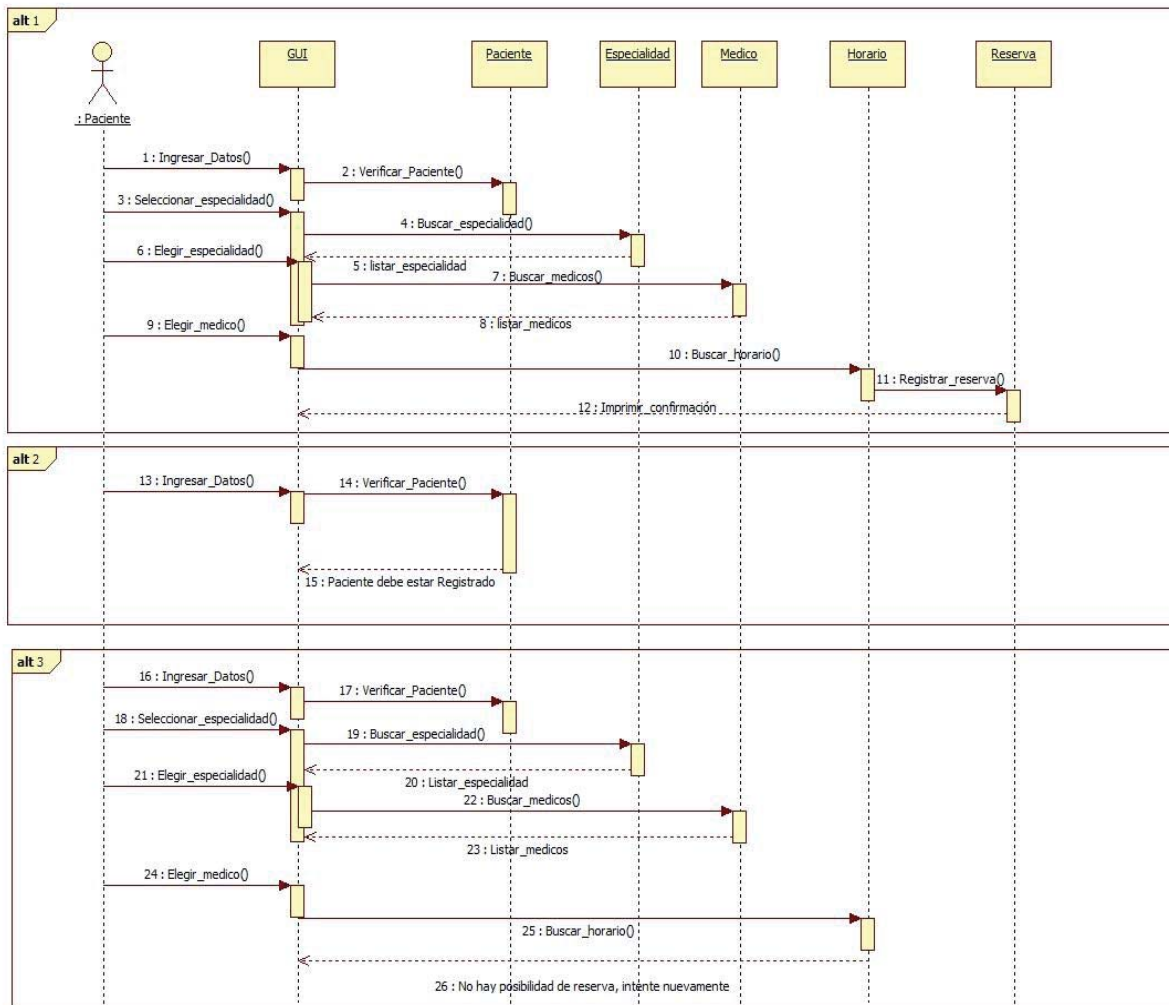 alt 1
GUI
Paciente
Especialidad
Medico
Horario
Reserva
: Paciente
1 : Ingresar_Datos()
2 : Verificar_Paciente()
3 : Seleccionar_especialidad()
4 : Buscar_especialidad()
6 : Elegir_especialidad()
5 : listar_especialidad
7 : Buscar_medicos()
9 : Elegir_medico()
8 : listar_medicos
10 : Buscar_horario()
11 : Registrar_reserva()
12 : Imprimir_confirmación
alt 2
13 : Ingresar_Datos()
14 : Verificar_Paciente()
15 : Paciente debe estar Registrado
alt 3
16 : Ingresar_Datos()
17 : Verificar_Paciente()
18 : Seleccionar_especialidad()
19 : Buscar_especialidad()
21 : Elegir_especialidad()
20 : Listar_especialidad
22 : Buscar_medicos()
23 : Listar_medicos
24 : Elegir_medico()
25 : Buscar_horario()
26 : No hay posibilidad de reserva, intente nuevamente